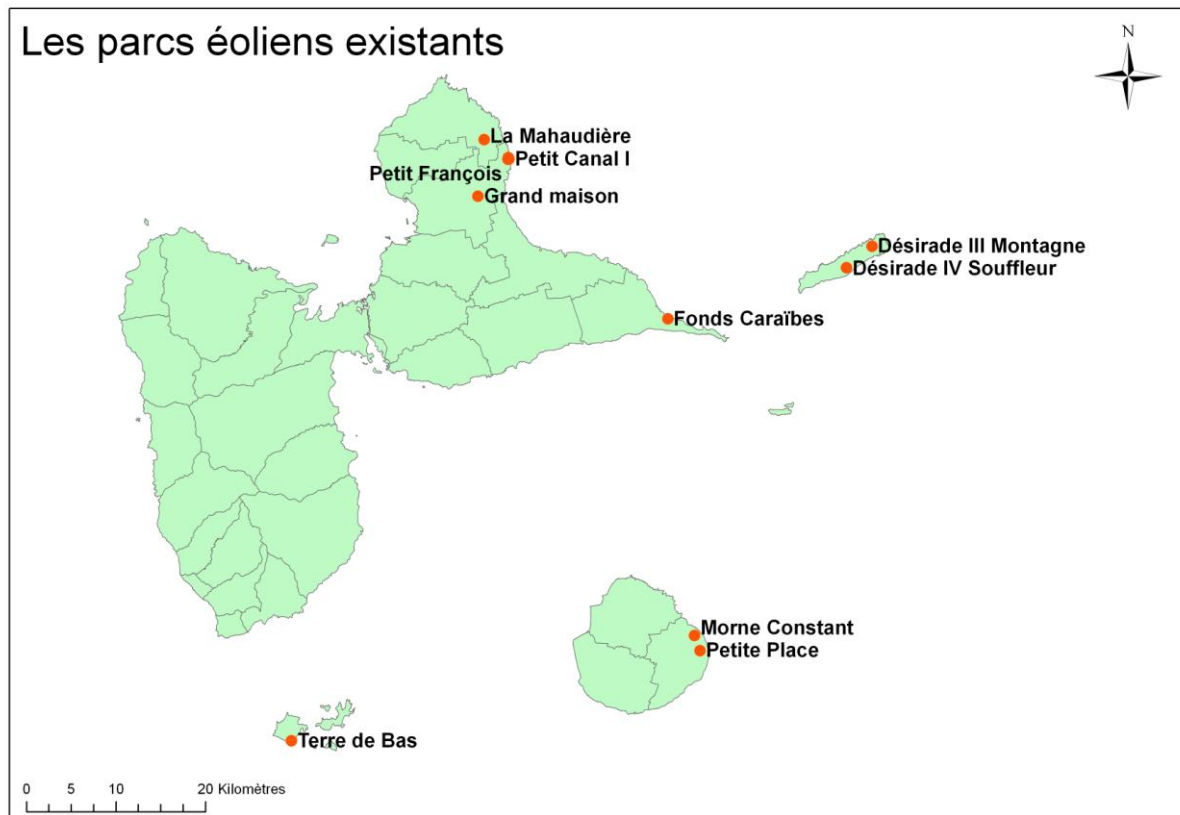 Les parcs éoliens existants
N
La Mahaudière
Petit Canal I
Petit François
Grand maison
Désirade III Montagne
Désirade IV Souffleur
Fonds Caraïbes
Morne Constant
Petite Place
Terre de Bas
0 5 10 20 Kilomètres